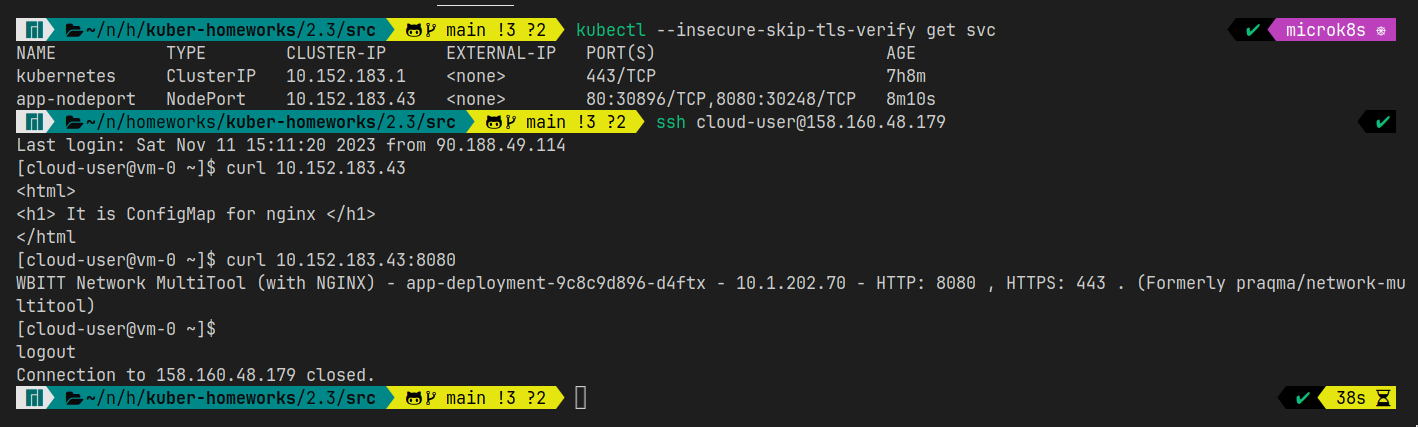 ~/n/h/kuber-homeworks/2.3/src main !3 ?2 kubectl --insecure-skip-tls-verify get svc ✔ microk8s ⎈
NAME TYPE CLUSTER-IP EXTERNAL-IP PORT(S) AGE
kubernetes ClusterIP 10.152.183.1 <none> 443/TCP 7h8m
app-nodeport NodePort 10.152.183.43 <none> 80:30896/TCP,8080:30248/TCP 8m10s
~/n/homeworks/kuber-homeworks/2.3/src main !3 ?2 ssh cloud-user@158.160.48.179 ✔
Last login: Sat Nov 11 15:11:20 2023 from 90.188.49.114
[cloud-user@vm-0 ~]$ curl 10.152.183.43
<html>
<h1> It is ConfigMap for nginx </h1>
</html
[cloud-user@vm-0 ~]$ curl 10.152.183.43:8080
WBITT Network MultiTool (with NGINX) - app-deployment-9c8c9d896-d4ftx - 10.1.202.70 - HTTP: 8080 , HTTPS: 443 . (Formerly praqma/network-mu
ltitool)
[cloud-user@vm-0 ~]$
logout
Connection to 158.160.48.179 closed.
~/n/h/kuber-homeworks/2.3/src main !3 ?2 ✔ 38s